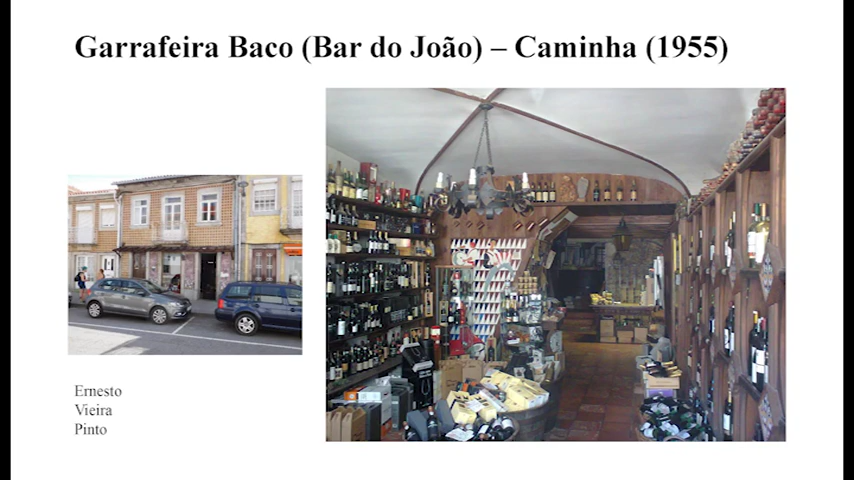 Garrafeira Baco (Bar do João) – Caminha (1955)
Ernesto
Vieira
Pinto